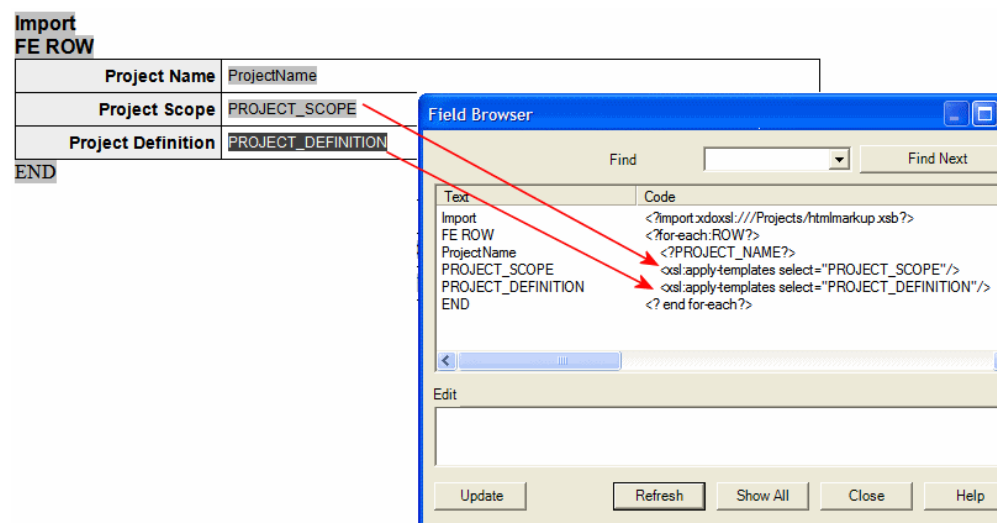 Import
FE ROW
Project Name ProjectName
Project Scope PROJECT_SCOPE
Project Definition PROJECT_DEFINITION
END
Field Browser
Find Find Next
Text Code
Import <?import:xdoxsl:///Projects/htmlmarkup.xsb?>
FE ROW <?for-each:ROW?>
ProjectName <?PROJECT_NAME?>
PROJECT_SCOPE <xsl:apply-templates select="PROJECT_SCOPE"/>
PROJECT_DEFINITION <xsl:apply-templates select="PROJECT_DEFINITION"/>
END <? end for-each?>
Edit
Update Refresh Show All Close Help